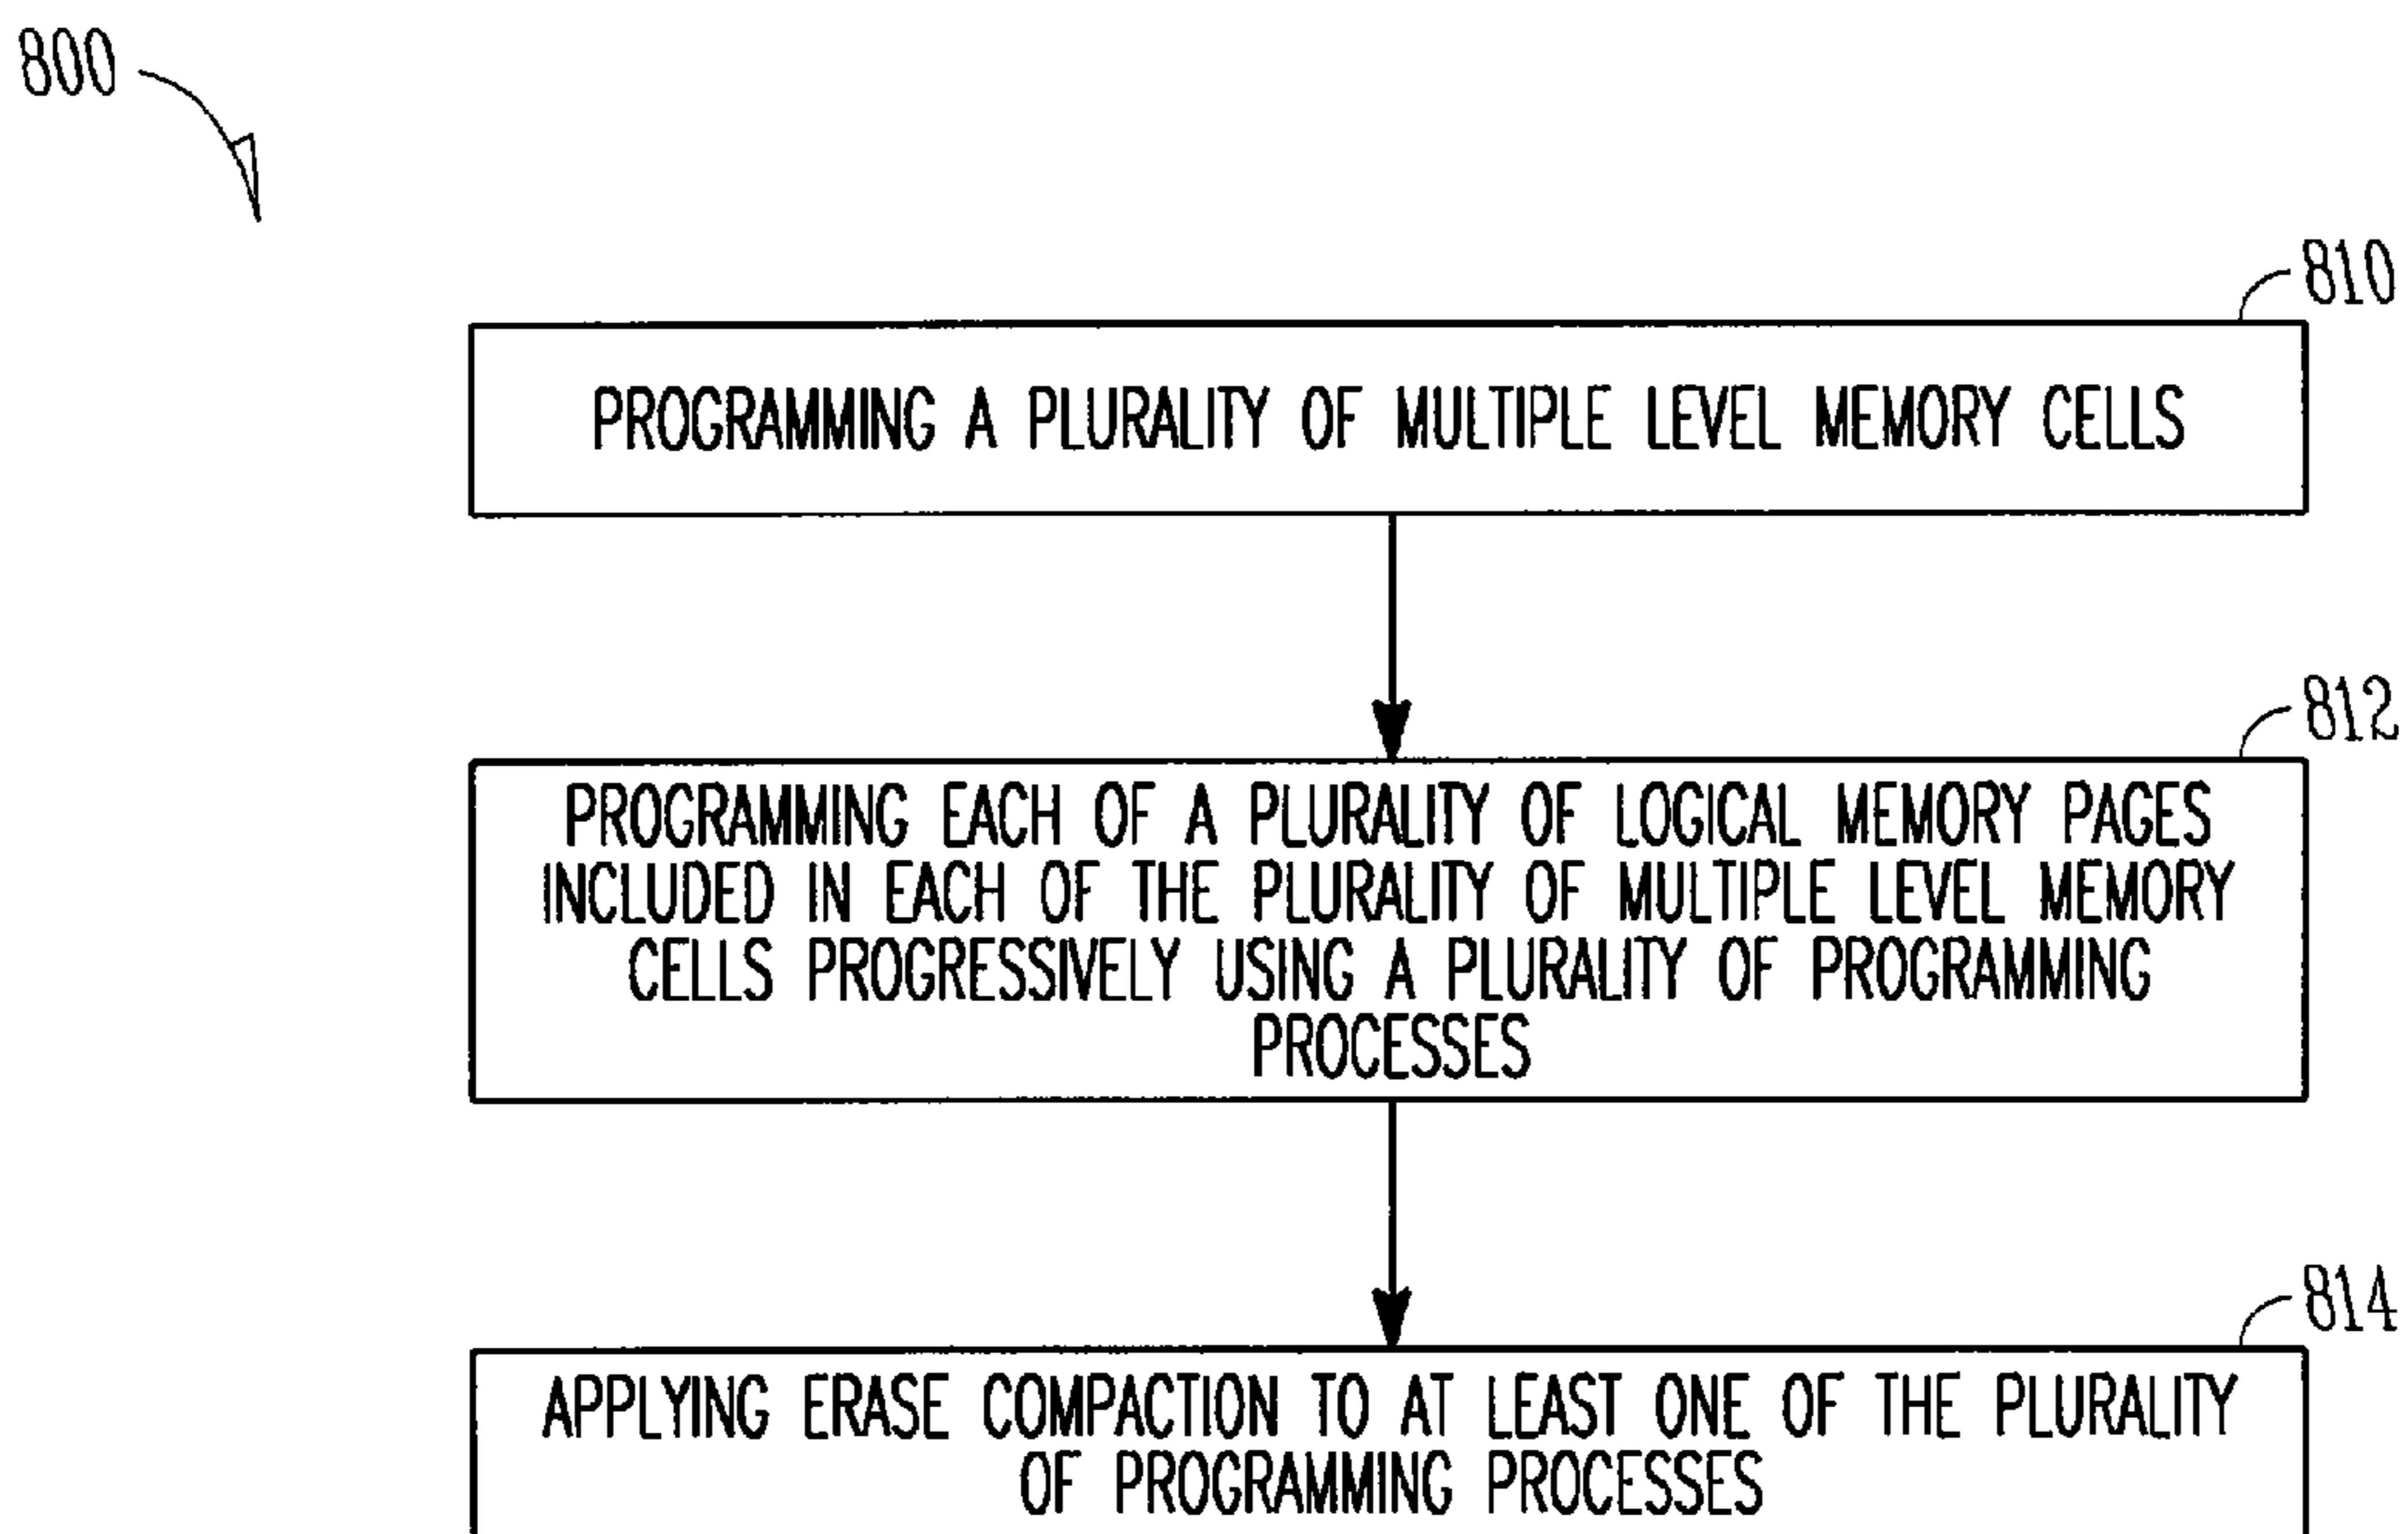 800
810
PROGRAMMING A PLURALITY OF MULTIPLE LEVEL MEMORY CELLS
812
PROGRAMMING EACH OF A PLURALITY OF LOGICAL MEMORY PAGES
INCLUDED IN EACH OF THE PLURALITY OF MULTIPLE LEVEL MEMORY
CELLS PROGRESSIVELY USING A PLURALITY OF PROGRAMMING
PROCESSES
814
APPLYING ERASE COMPACTION TO AT LEAST ONE OF THE PLURALITY
OF PROGRAMMING PROCESSES